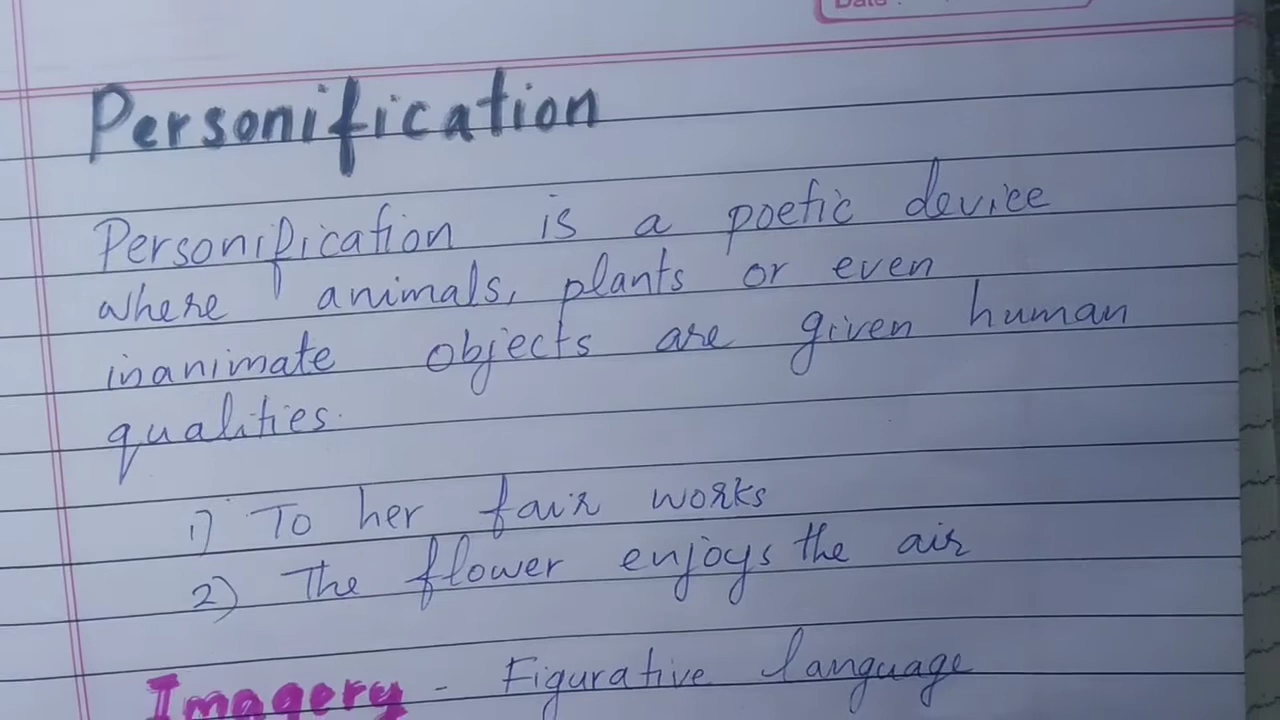 Date :
Personification
Personification is a poetic device
where animals, plants or even
inanimate objects are given human
qualities.
1) To her fair works
2) The flower enjoys the air
Imagery - Figurative language